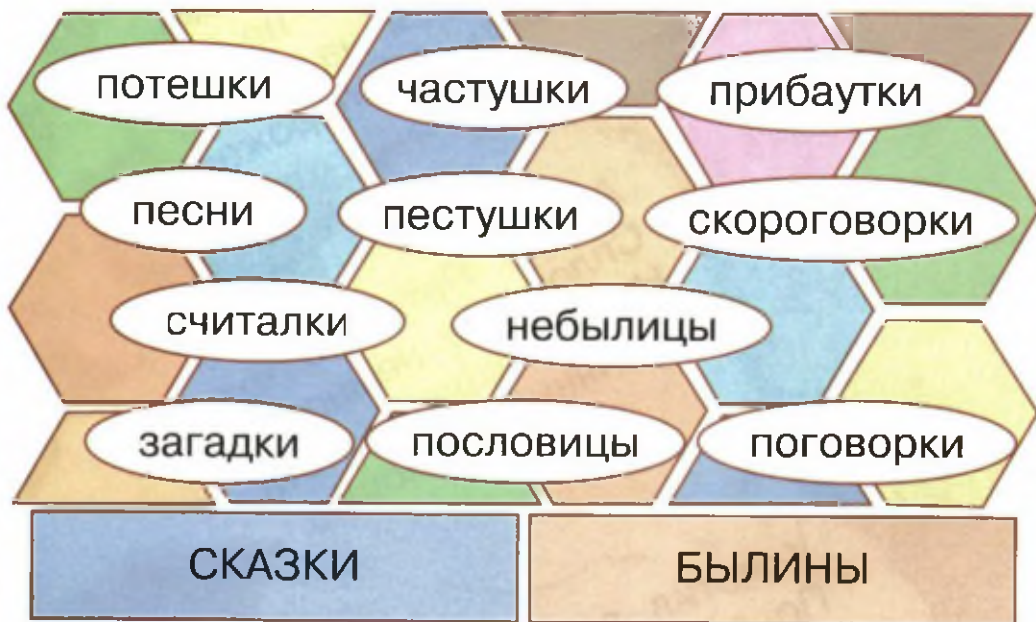 потешки частушки прибаутки
песни пестушки скороговорки
считалки небылицы
загадки пословицы поговорки
СКАЗКИ БЫЛИНЫ